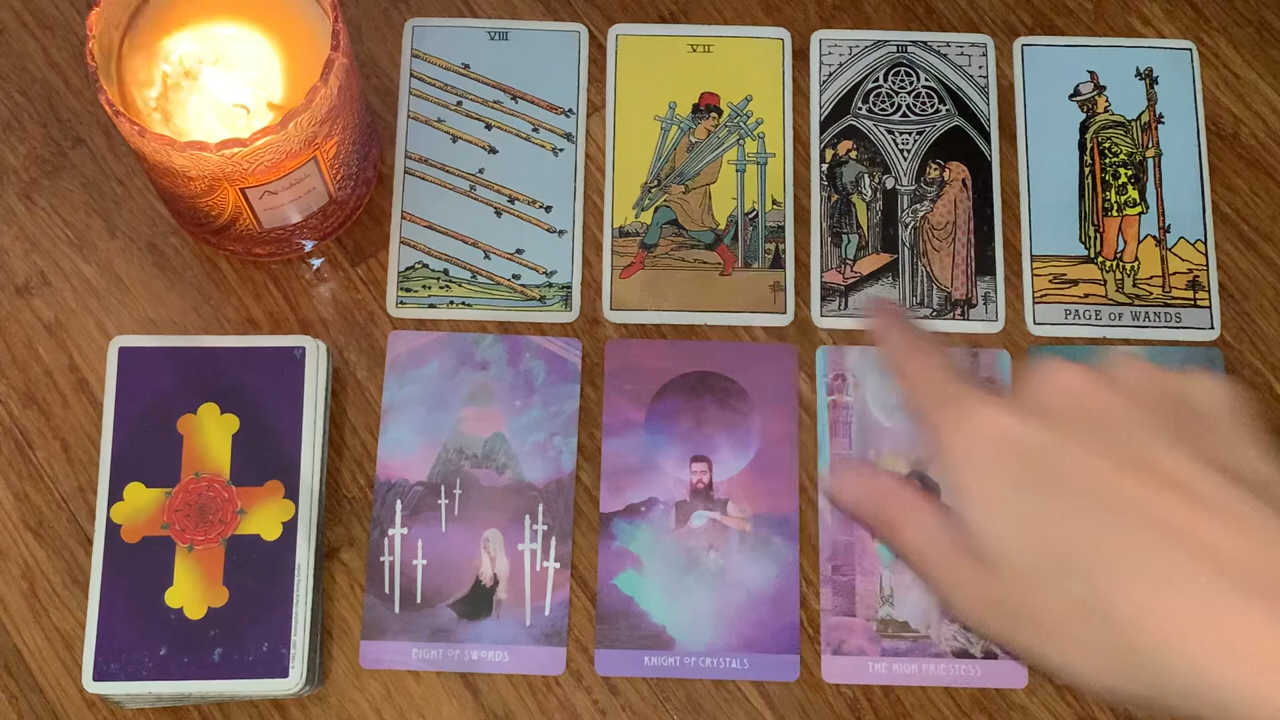 VIII
VII
III
PAGE OF WANDS
EIGHT OF SWORDS
KNIGHT OF CRYSTALS
THE HIGH PRIESTESS